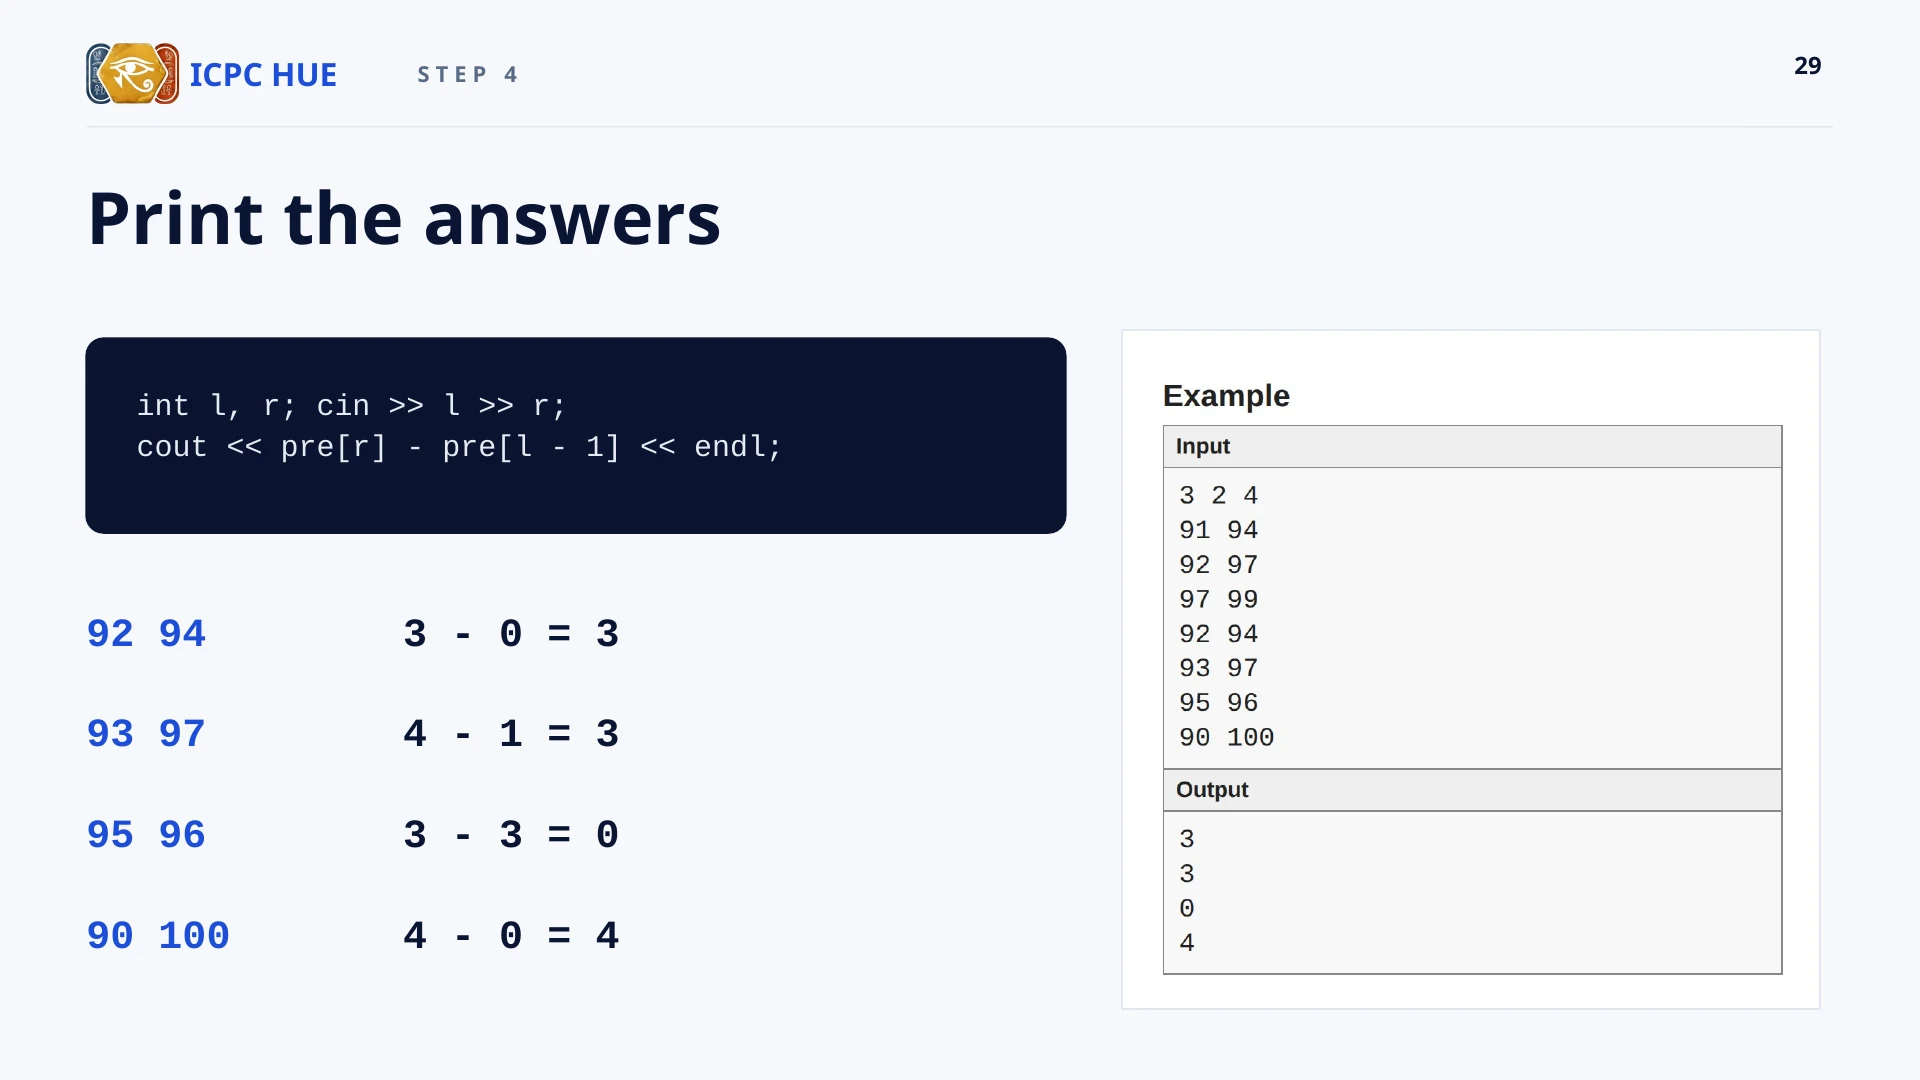 ICPC HUE
STEP 4
29
Print the answers
int l, r; cin >> l >> r;
cout << pre[r] - pre[l - 1] << endl;
92 94 3 - 0 = 3
93 97 4 - 1 = 3
95 96 3 - 3 = 0
90 100 4 - 0 = 4
Example
Input
3 2 4
91 94
92 97
97 99
92 94
93 97
95 96
90 100
Output
3
3
0
4